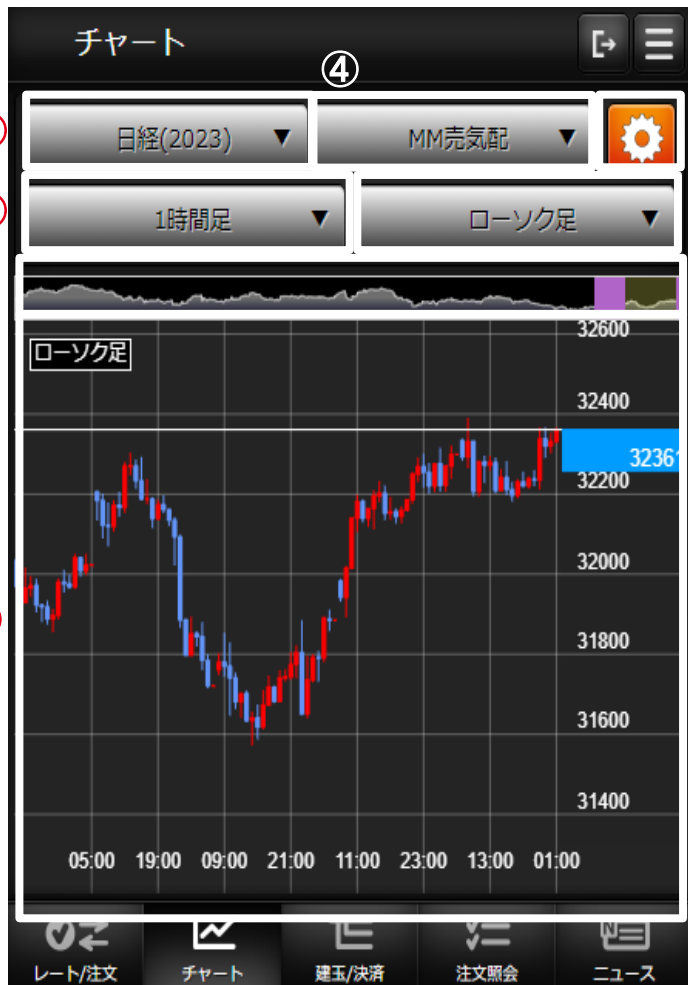 チャート
④
日経(2023) ▼
MM売気配 ▼
1時間足 ▼
ローソク足 ▼
ローソク足
32600
32400
32361
32200
32000
31800
31600
31400
05:00 19:00 09:00 21:00 11:00 23:00 13:00 01:00
レート/注文 チャート 建玉/決済 注文照会 ニュース